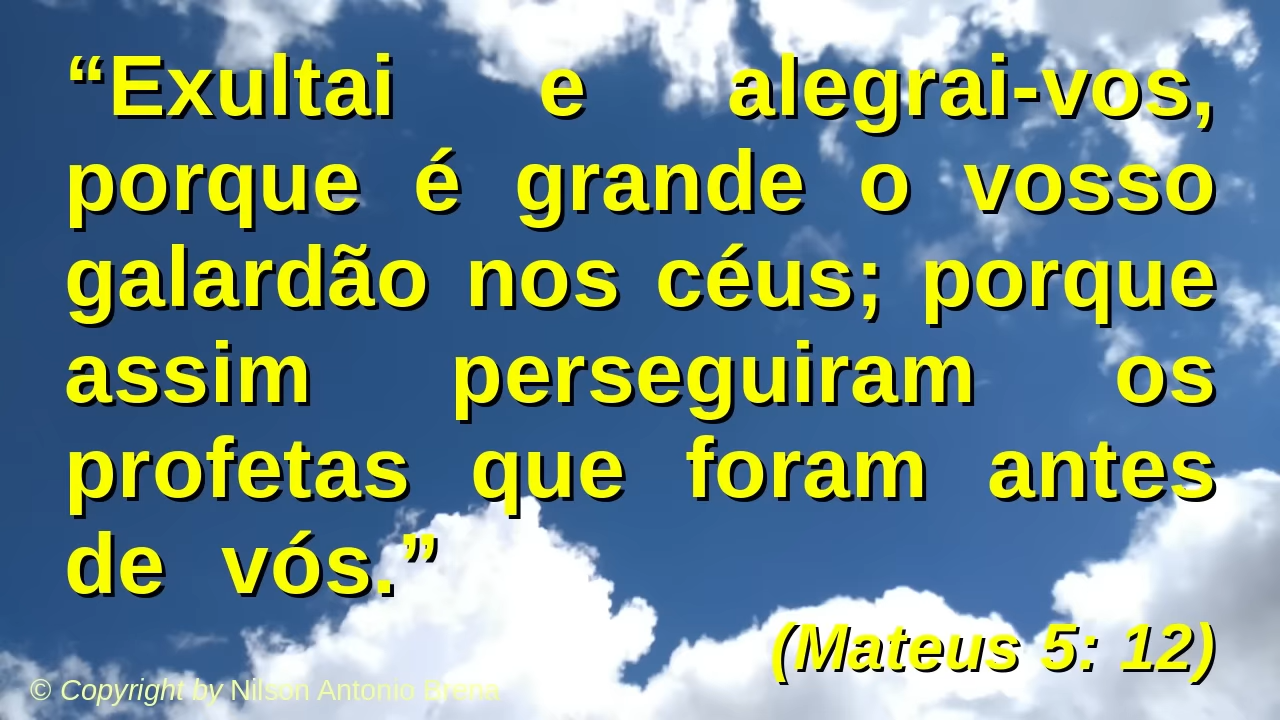 “Exultai e alegrai-vos,
porque é grande o vosso
galardão nos céus; porque
assim perseguiram os
profetas que foram antes
de vós.”
(Mateus 5: 12)
© Copyright by Nilson Antonio Brena